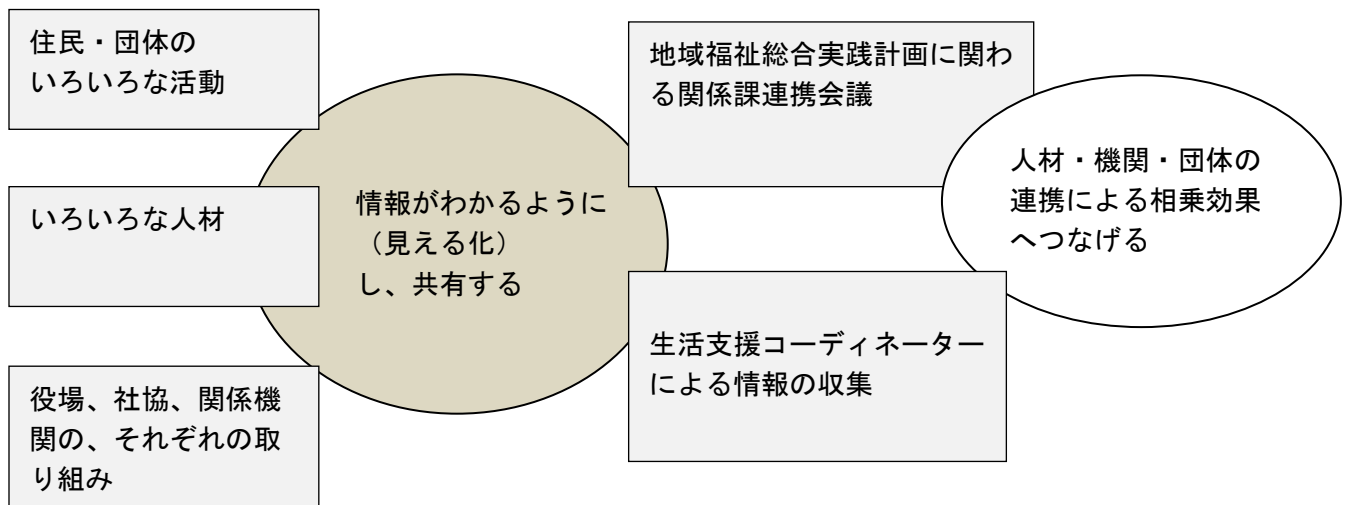 住民・団体の
いろいろな活動
いろいろな人材
役場、社協、関係機
関の、それぞれの取
り組み
情報がわかるように
（見える化）
し、共有する
地域福祉総合実践計画に関わ
る関係課連携会議
生活支援コーディネーター
による情報の収集
人材・機関・団体の
連携による相乗効果
へつなげる